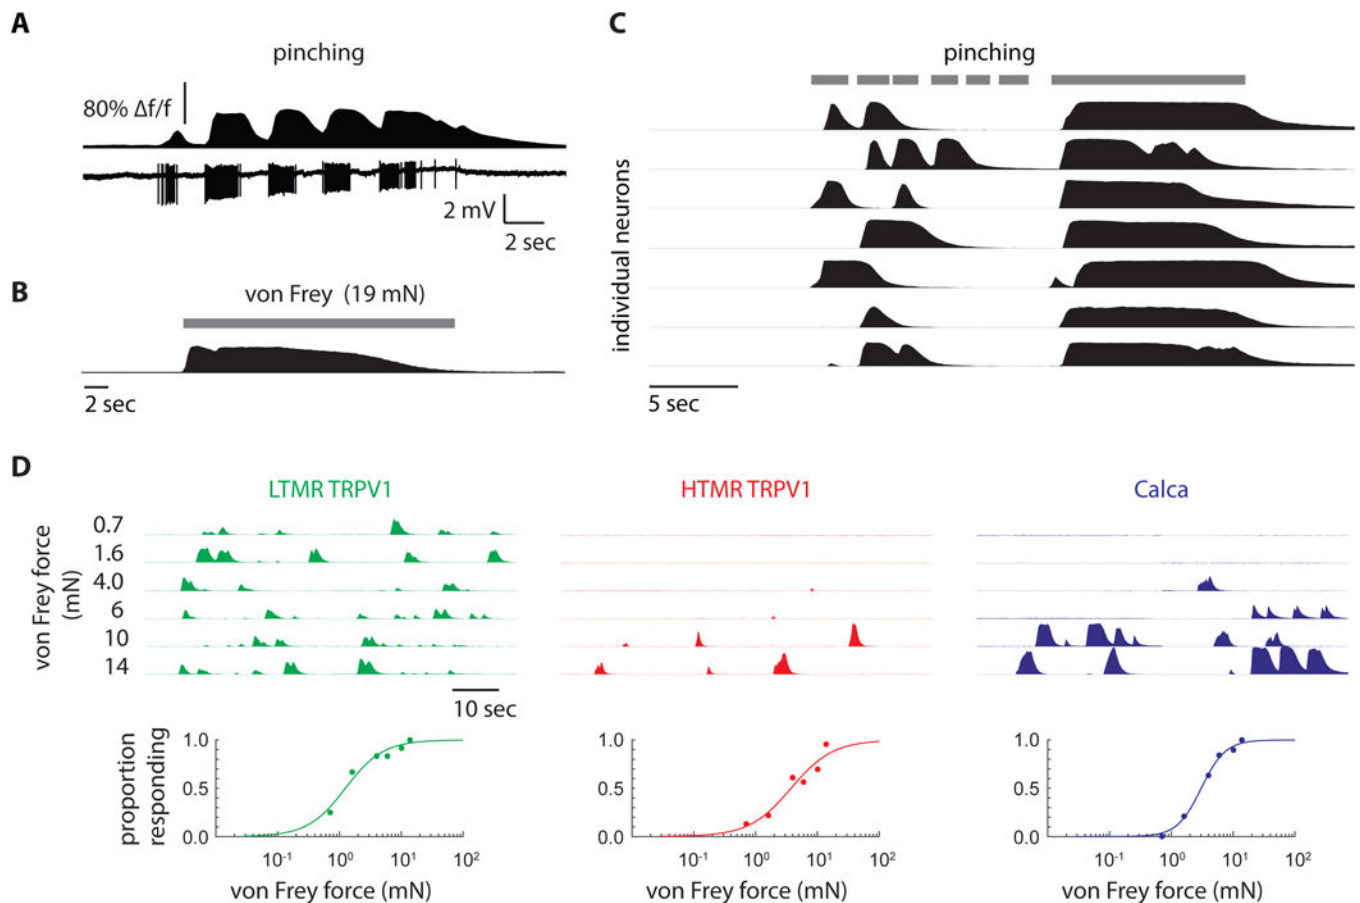 A
pinching
80% Δf/f
2 mV
2 sec
B
von Frey (19 mN)
2 sec
C
pinching
individual neurons
5 sec
D
LTMR TRPV1
HTMR TRPV1
Calca
von Frey force
(mN)
0.7
1.6
4.0
6
10
14
10 sec
proportion
responding
1.0
0.5
0.0
10⁻¹ 10⁰ 10¹ 10²
von Frey force (mN)
1.0
0.5
0.0
10⁻¹ 10⁰ 10¹ 10²
von Frey force (mN)
1.0
0.5
0.0
10⁻¹ 10⁰ 10¹ 10²
von Frey force (mN)